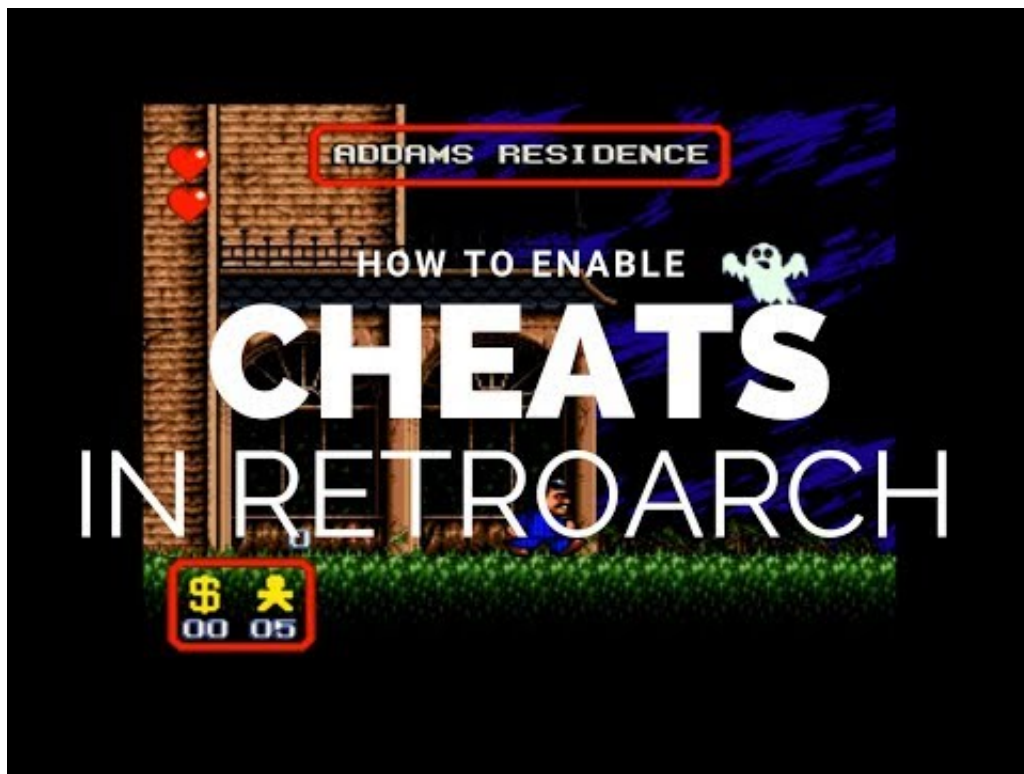 ADDAMS RESIDENCE
HOW TO ENABLE
CHEATS
IN RETROARCH
$
00 05